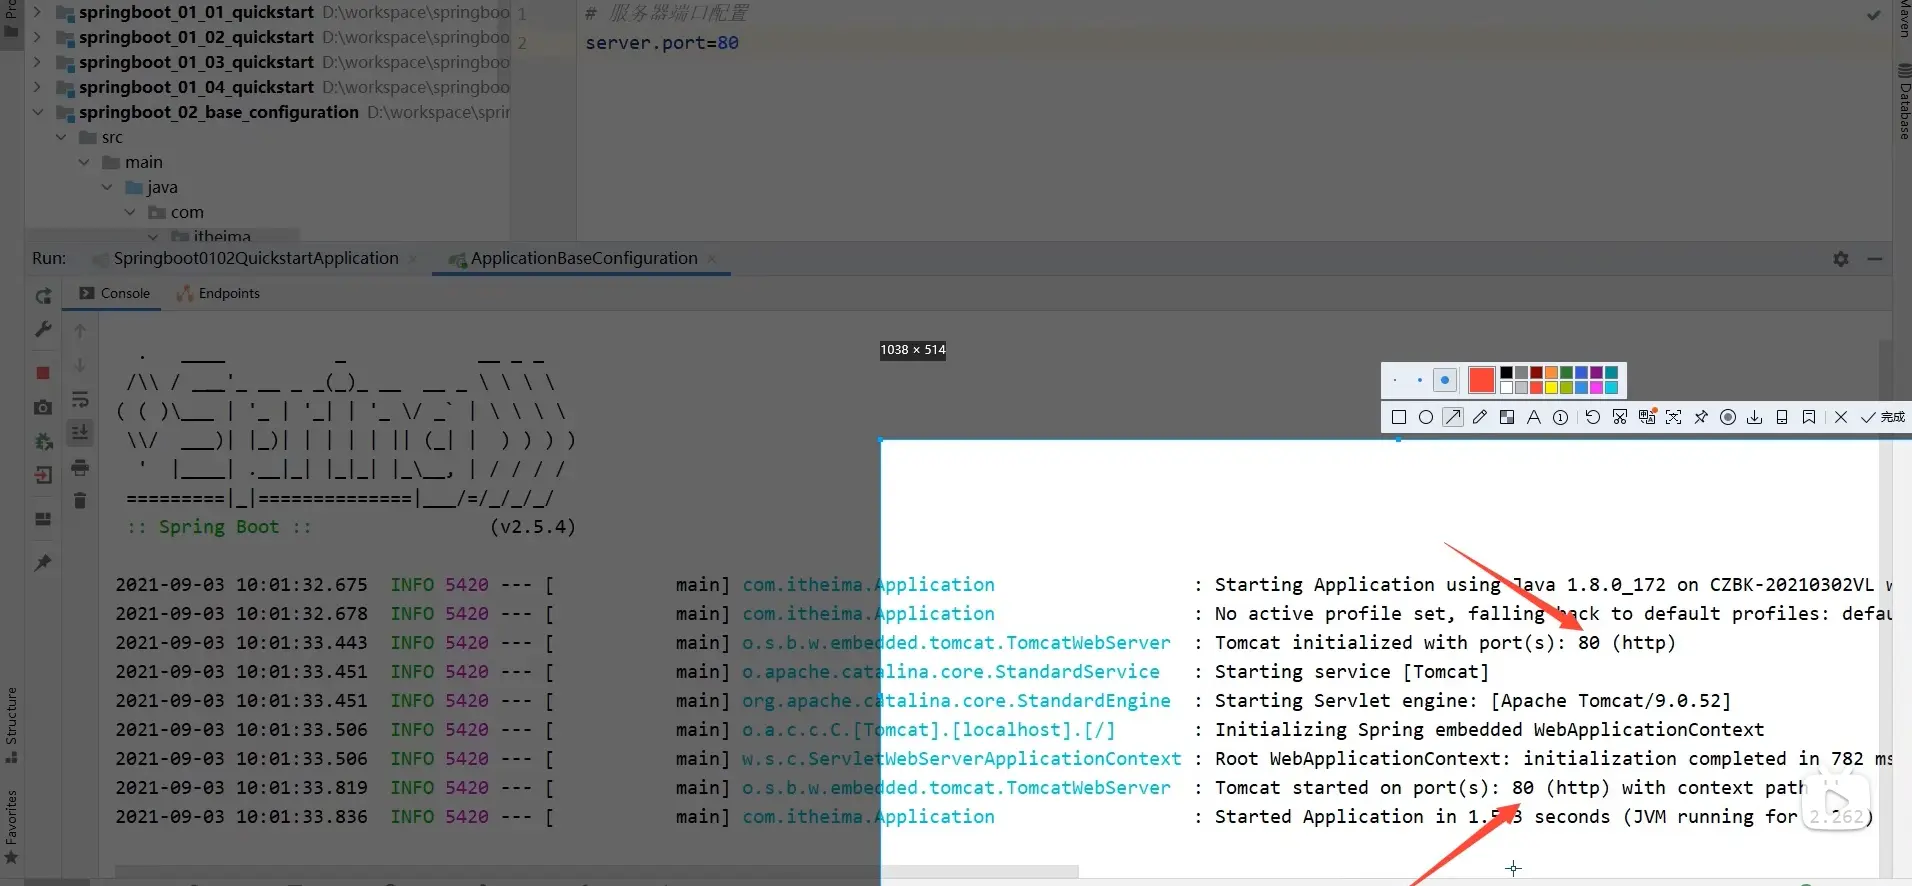 springboot_01_01_quickstart D:\workspace\springboo
springboot_01_02_quickstart D:\workspace\springboo
springboot_01_03_quickstart D:\workspace\springboo
springboot_01_04_quickstart D:\workspace\springboo
springboot_02_base_configuration D:\workspace\sprin
src
main
java
com
itheima
1 # 服务器端口配置
2 server.port=80
Maven
Database
Run: Springboot0102QuickstartApplication ApplicationBaseConfiguration
Console Endpoints
1038 × 514
完成
:: Spring Boot :: (v2.5.4)
2021-09-03 10:01:32.675 INFO 5420 --- [ main] com.itheima.Application : Starting Application using Java 1.8.0_172 on CZBK-20210302VL w
2021-09-03 10:01:32.678 INFO 5420 --- [ main] com.itheima.Application : No active profile set, falling back to default profiles: defau
2021-09-03 10:01:33.443 INFO 5420 --- [ main] o.s.b.w.embedded.tomcat.TomcatWebServer : Tomcat initialized with port(s): 80 (http)
2021-09-03 10:01:33.451 INFO 5420 --- [ main] o.apache.catalina.core.StandardService : Starting service [Tomcat]
2021-09-03 10:01:33.451 INFO 5420 --- [ main] org.apache.catalina.core.StandardEngine : Starting Servlet engine: [Apache Tomcat/9.0.52]
2021-09-03 10:01:33.506 INFO 5420 --- [ main] o.a.c.c.C.[Tomcat].[localhost].[/] : Initializing Spring embedded WebApplicationContext
2021-09-03 10:01:33.506 INFO 5420 --- [ main] w.s.c.ServletWebServerApplicationContext : Root WebApplicationContext: initialization completed in 782 ms
2021-09-03 10:01:33.819 INFO 5420 --- [ main] o.s.b.w.embedded.tomcat.TomcatWebServer : Tomcat started on port(s): 80 (http) with context path
2021-09-03 10:01:33.836 INFO 5420 --- [ main] com.itheima.Application : Started Application in seconds (JVM running for 2.262)
Structure
Favorites